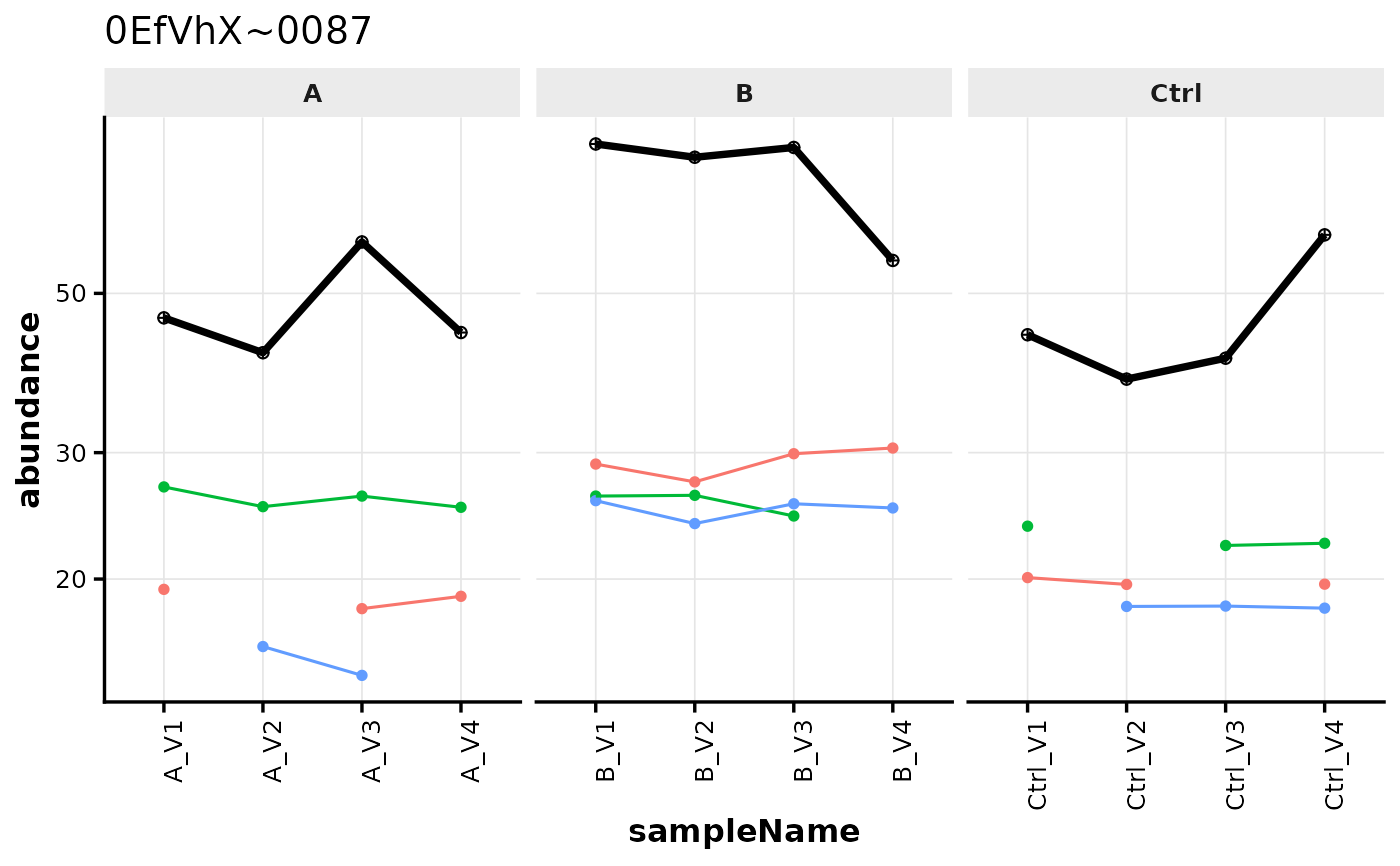 0EfVhX~0087
A
B
Ctrl
abundance
50
30
20
A_V1
A_V2
A_V3
A_V4
B_V1
B_V2
B_V3
B_V4
Ctrl_V1
Ctrl_V2
Ctrl_V3
Ctrl_V4
sampleName